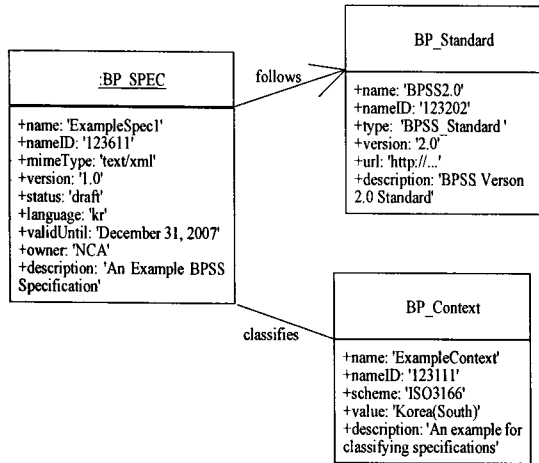 :BP_SPEC
+name: 'ExampleSpec1'
+nameID: '123611'
+mimeType: 'text/xml'
+version: '1.0'
+status: 'draft'
+language: 'kr'
+validUntil: 'December 31, 2007'
+owner: 'NCA'
+description: 'An Example BPSS
Specification'
follows
BP_Standard
+name: 'BPSS2.0'
+nameID: '123202'
+type: 'BPSS_Standard '
+version: '2.0'
+url: 'http://...'
+description: 'BPSS Verson
2.0 Standard'
classifies
BP_Context
+name: 'ExampleContext'
+nameID: '123111'
+scheme: 'ISO3166'
+value: 'Korea(South)'
+description: 'An example for
classifying specifications'